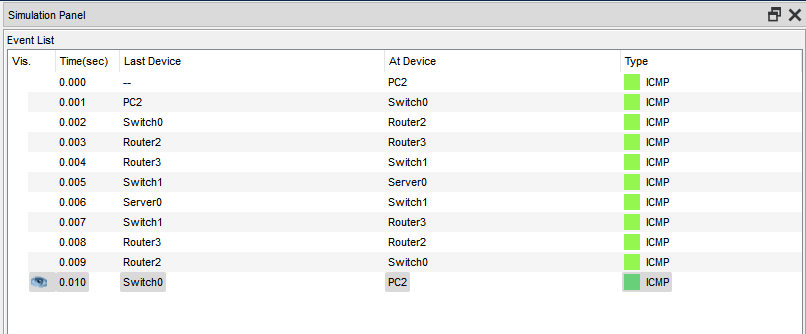 Simulation Panel
Event List
Vis. Time(sec) Last Device At Device Type
0.000 -- PC2 ICMP
0.001 PC2 Switch0 ICMP
0.002 Switch0 Router2 ICMP
0.003 Router2 Router3 ICMP
0.004 Router3 Switch1 ICMP
0.005 Switch1 Server0 ICMP
0.006 Server0 Switch1 ICMP
0.007 Switch1 Router3 ICMP
0.008 Router3 Router2 ICMP
0.009 Router2 Switch0 ICMP
0.010 Switch0 PC2 ICMP